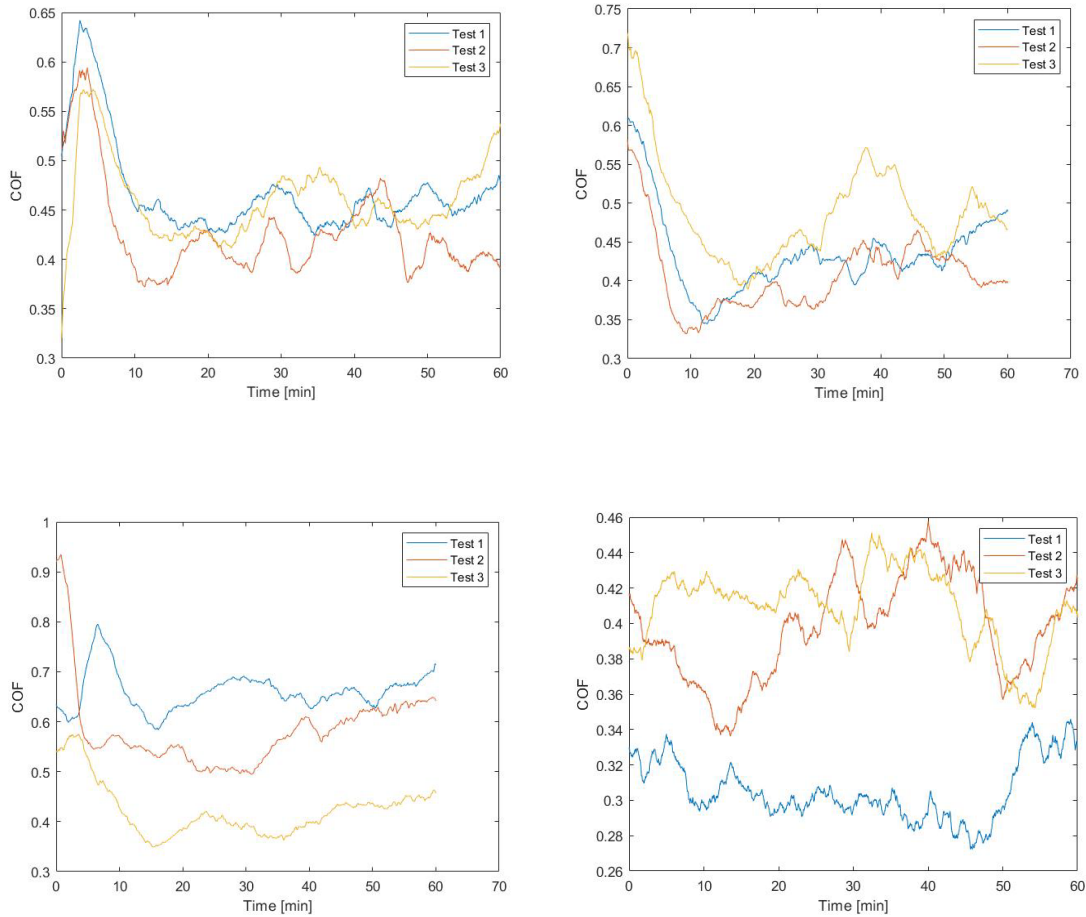 0.65
0.6
0.55
0.5
0.45
0.4
0.35
0.3
COF
0 10 20 30 40 50 60
Time [min]
Test 1
Test 2
Test 3
0.75
0.7
0.65
0.6
0.55
0.5
0.45
0.4
0.35
0.3
COF
0 10 20 30 40 50 60 70
Time [min]
Test 1
Test 2
Test 3
1
0.9
0.8
0.7
0.6
0.5
0.4
0.3
COF
0 10 20 30 40 50 60 70
Time [min]
Test 1
Test 2
Test 3
0.46
0.44
0.42
0.4
0.38
0.36
0.34
0.32
0.3
0.28
0.26
COF
0 10 20 30 40 50 60
Time [min]
Test 1
Test 2
Test 3